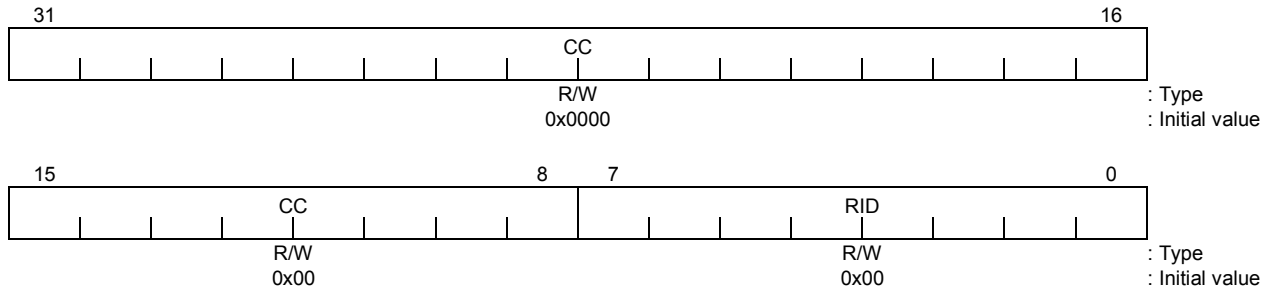 31 16
CC
R/W : Type
0x0000 : Initial value
15 8 7 0
CC RID
R/W R/W : Type
0x00 0x00 : Initial value